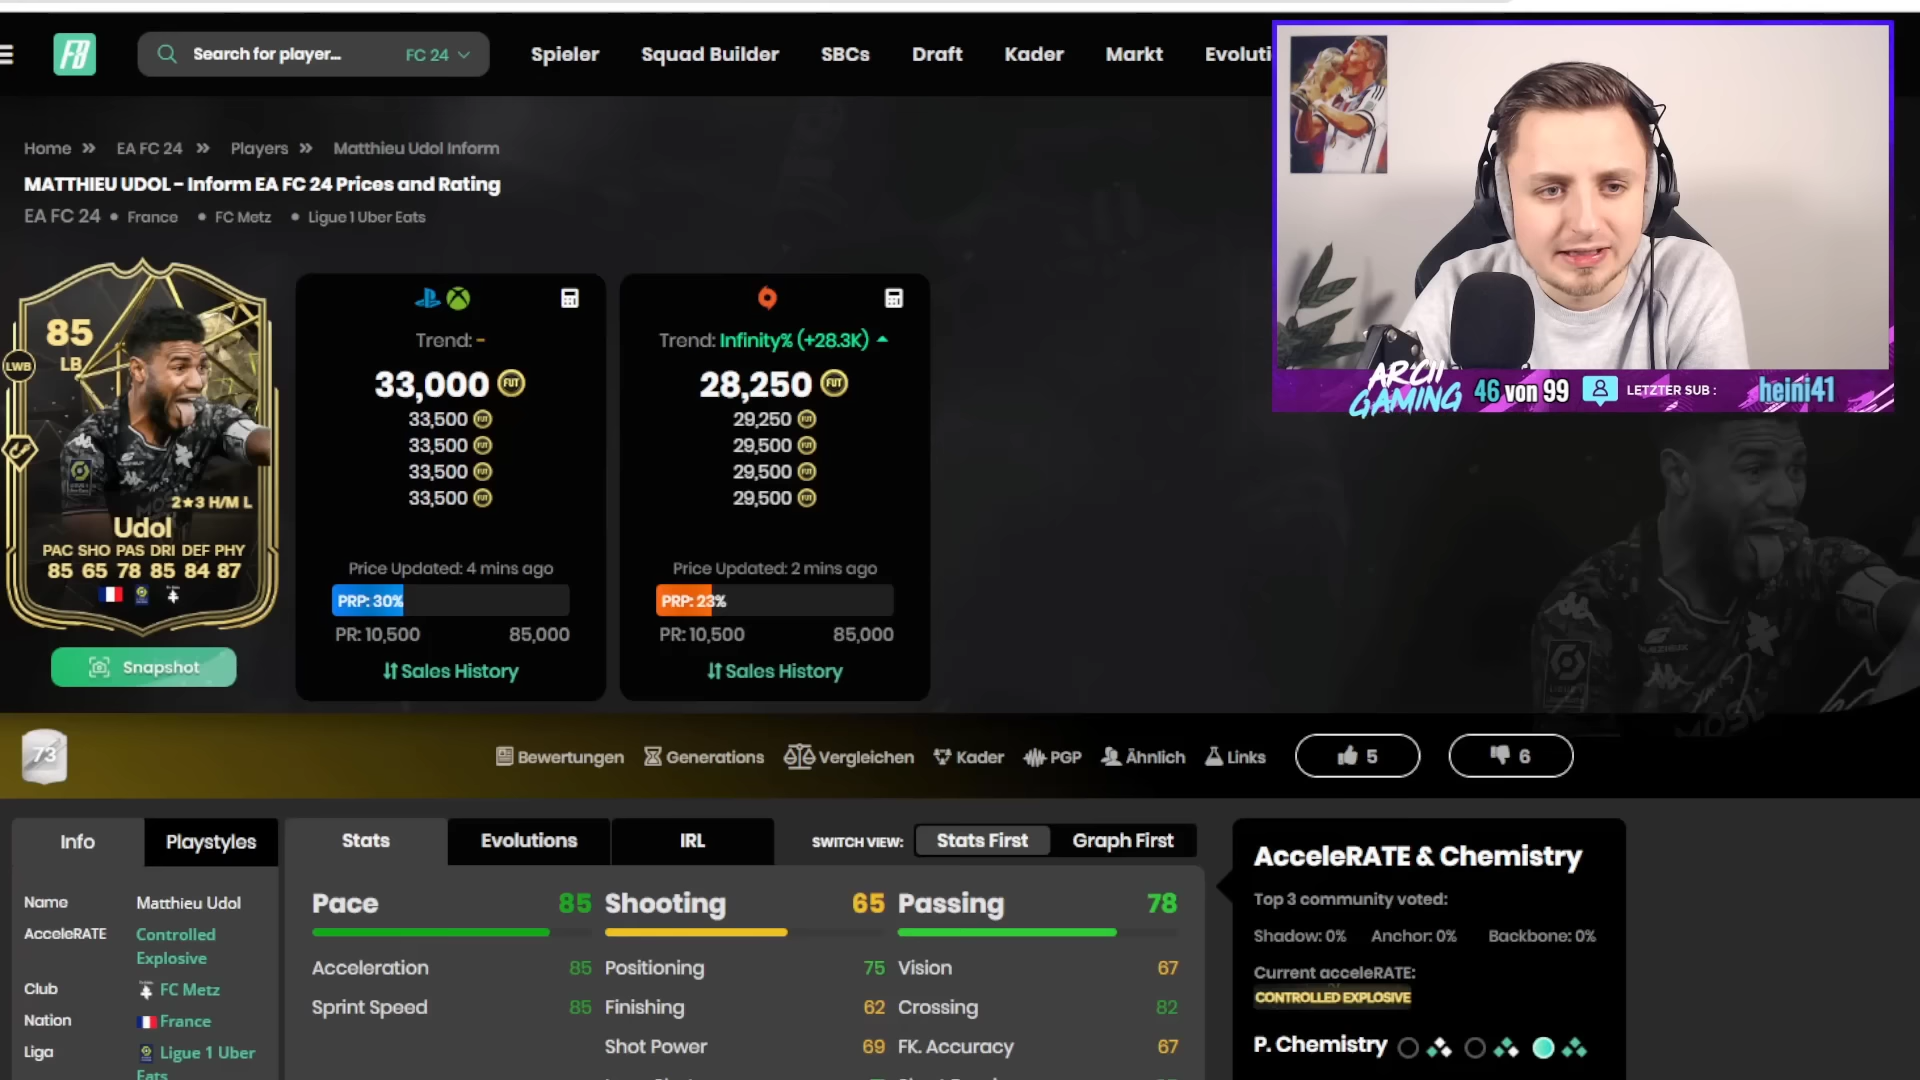 Search for player...
FC 24
Spieler
Squad Builder
SBCs
Draft
Kader
Markt
Evoluti
Home » EA FC 24 » Players » Matthieu Udol Inform
MATTHIEU UDOL - Inform EA FC 24 Prices and Rating
EA FC 24 • France • FC Metz • Ligue 1 Uber Eats
85
LB
LWB
2★3 H/M L
Udol
PAC SHO PAS DRI DEF PHY
85 65 78 85 84 87
Snapshot
Trend: -
33,000
33,500
33,500
33,500
33,500
Price Updated: 4 mins ago
PRP: 30%
PR: 10,500 85,000
Sales History
Trend: Infinity% (+28.3K)
28,250
29,250
29,500
29,500
29,500
Price Updated: 2 mins ago
PRP: 23%
PR: 10,500 85,000
Sales History
ARCII
GAMING
46 von 99
LETZTER SUB :
heini41
73
Bewertungen
Generations
Vergleichen
Kader
PGP
Ähnlich
Links
5
6
Info
Playstyles
Name Matthieu Udol
AcceleRATE Controlled
Explosive
Club FC Metz
Nation France
Liga Ligue 1 Uber
Eats
Stats
Evolutions
IRL
SWITCH VIEW:
Stats First
Graph First
Pace 85
Acceleration 85
Sprint Speed 85
Shooting 65
Positioning 75
Finishing 62
Shot Power 69
Passing 78
Vision 67
Crossing 82
FK. Accuracy 67
AcceleRATE & Chemistry
Top 3 community voted:
Shadow: 0% Anchor: 0% Backbone: 0%
Current acceleRATE:
CONTROLLED EXPLOSIVE
P. Chemistry